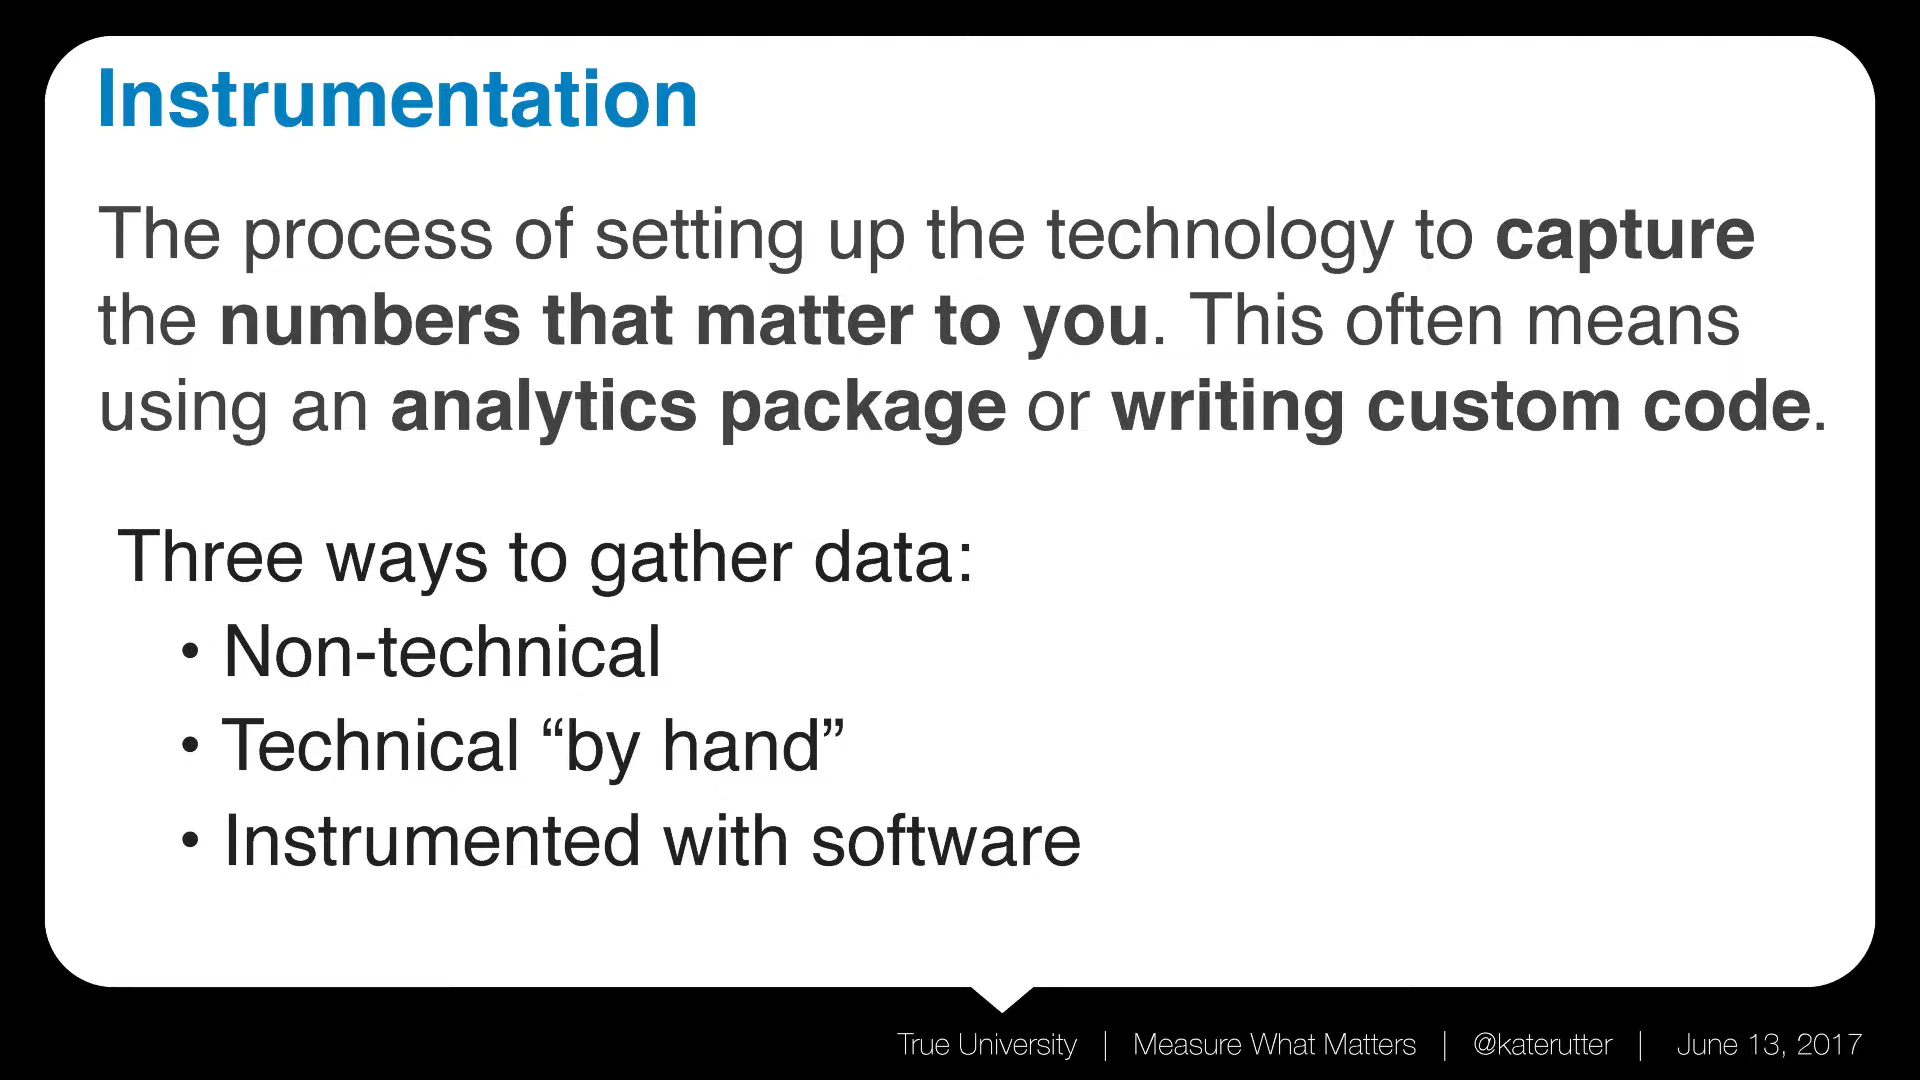 Instrumentation
The process of setting up the technology to capture
the numbers that matter to you. This often means
using an analytics package or writing custom code.
Three ways to gather data:
• Non-technical
• Technical “by hand”
• Instrumented with software
True University | Measure What Matters | @katerutter | June 13, 2017